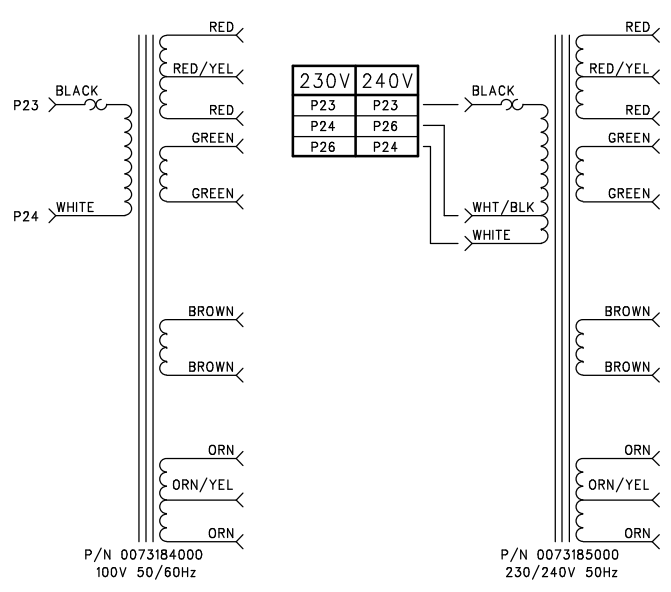 RED
RED/YEL
RED
GREEN
GREEN
BLACK
P23
WHITE
P24
BROWN
BROWN
ORN
ORN/YEL
ORN
P/N 0073184000
100V 50/60Hz
230V 240V
P23 P23
P24 P26
P26 P24
BLACK
WHT/BLK
WHITE
RED
RED/YEL
RED
GREEN
GREEN
BROWN
BROWN
ORN
ORN/YEL
ORN
P/N 0073185000
230/240V 50Hz